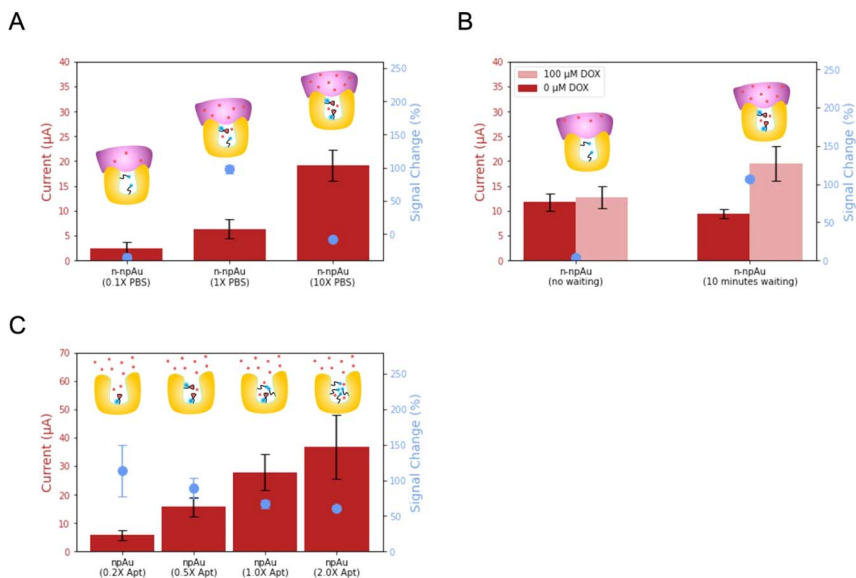 A
40
35
30
25
20
15
10
5
0
Current (µA)
250
200
150
100
50
0
Signal Change (%)
n-npAu
(0.1X PBS)
n-npAu
(1X PBS)
n-npAu
(10X PBS)
B
40
35
30
25
20
15
10
5
0
Current (µA)
100 µM DOX
0 µM DOX
250
200
150
100
50
0
Signal Change (%)
n-npAu
(no waiting)
n-npAu
(10 minutes waiting)
C
70
60
50
40
30
20
10
0
Current (µA)
250
200
150
100
50
0
Signal Change (%)
npAu
(0.2X Apt)
npAu
(0.5X Apt)
npAu
(1.0X Apt)
npAu
(2.0X Apt)